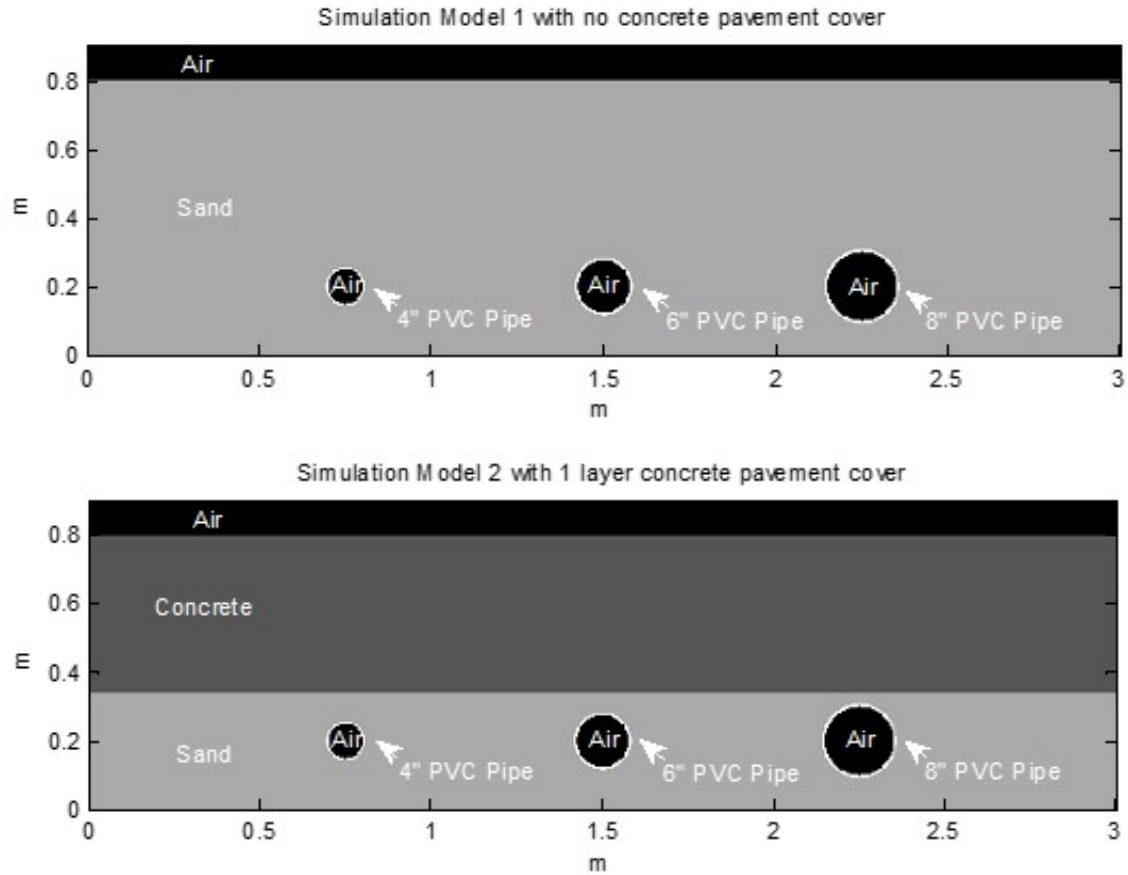 Simulation Model 1 with no concrete pavement cover
Air
0.8
0.6
m
Sand
0.4
0.2
Air
Air
Air
4" PVC Pipe
6" PVC Pipe
8" PVC Pipe
0
0 0.5 1 1.5 2 2.5 3
m
Simulation Model 2 with 1 layer concrete pavement cover
Air
0.8
Concrete
0.6
m
0.4
0.2
Sand
Air
Air
Air
4" PVC Pipe
6" PVC Pipe
8" PVC Pipe
0
0 0.5 1 1.5 2 2.5 3
m